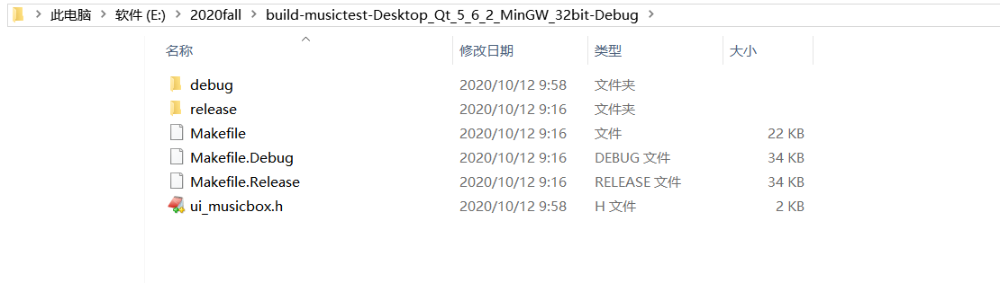 此电脑 软件 (E:) 2020fall build-musictest-Desktop_Qt_5_6_2_MinGW_32bit-Debug
名称 修改日期 类型 大小
debug 2020/10/12 9:58 文件夹
release 2020/10/12 9:16 文件夹
Makefile 2020/10/12 9:16 文件 22 KB
Makefile.Debug 2020/10/12 9:16 DEBUG 文件 34 KB
Makefile.Release 2020/10/12 9:16 RELEASE 文件 34 KB
ui_musicbox.h 2020/10/12 9:58 H 文件 2 KB